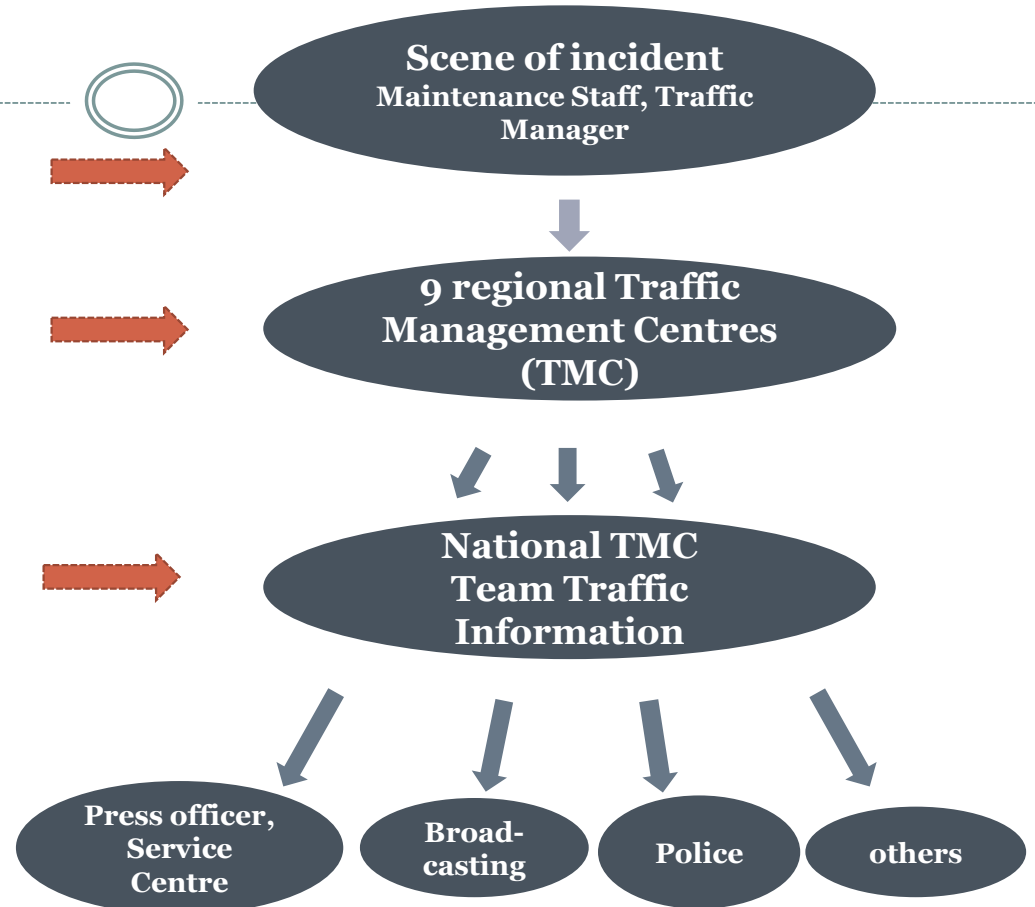 Scene of incident
Maintenance Staff, Traffic
Manager
9 regional Traffic
Management Centres
(TMC)
National TMC
Team Traffic
Information
Press officer,
Service
Centre
Broad-
casting
Police
others